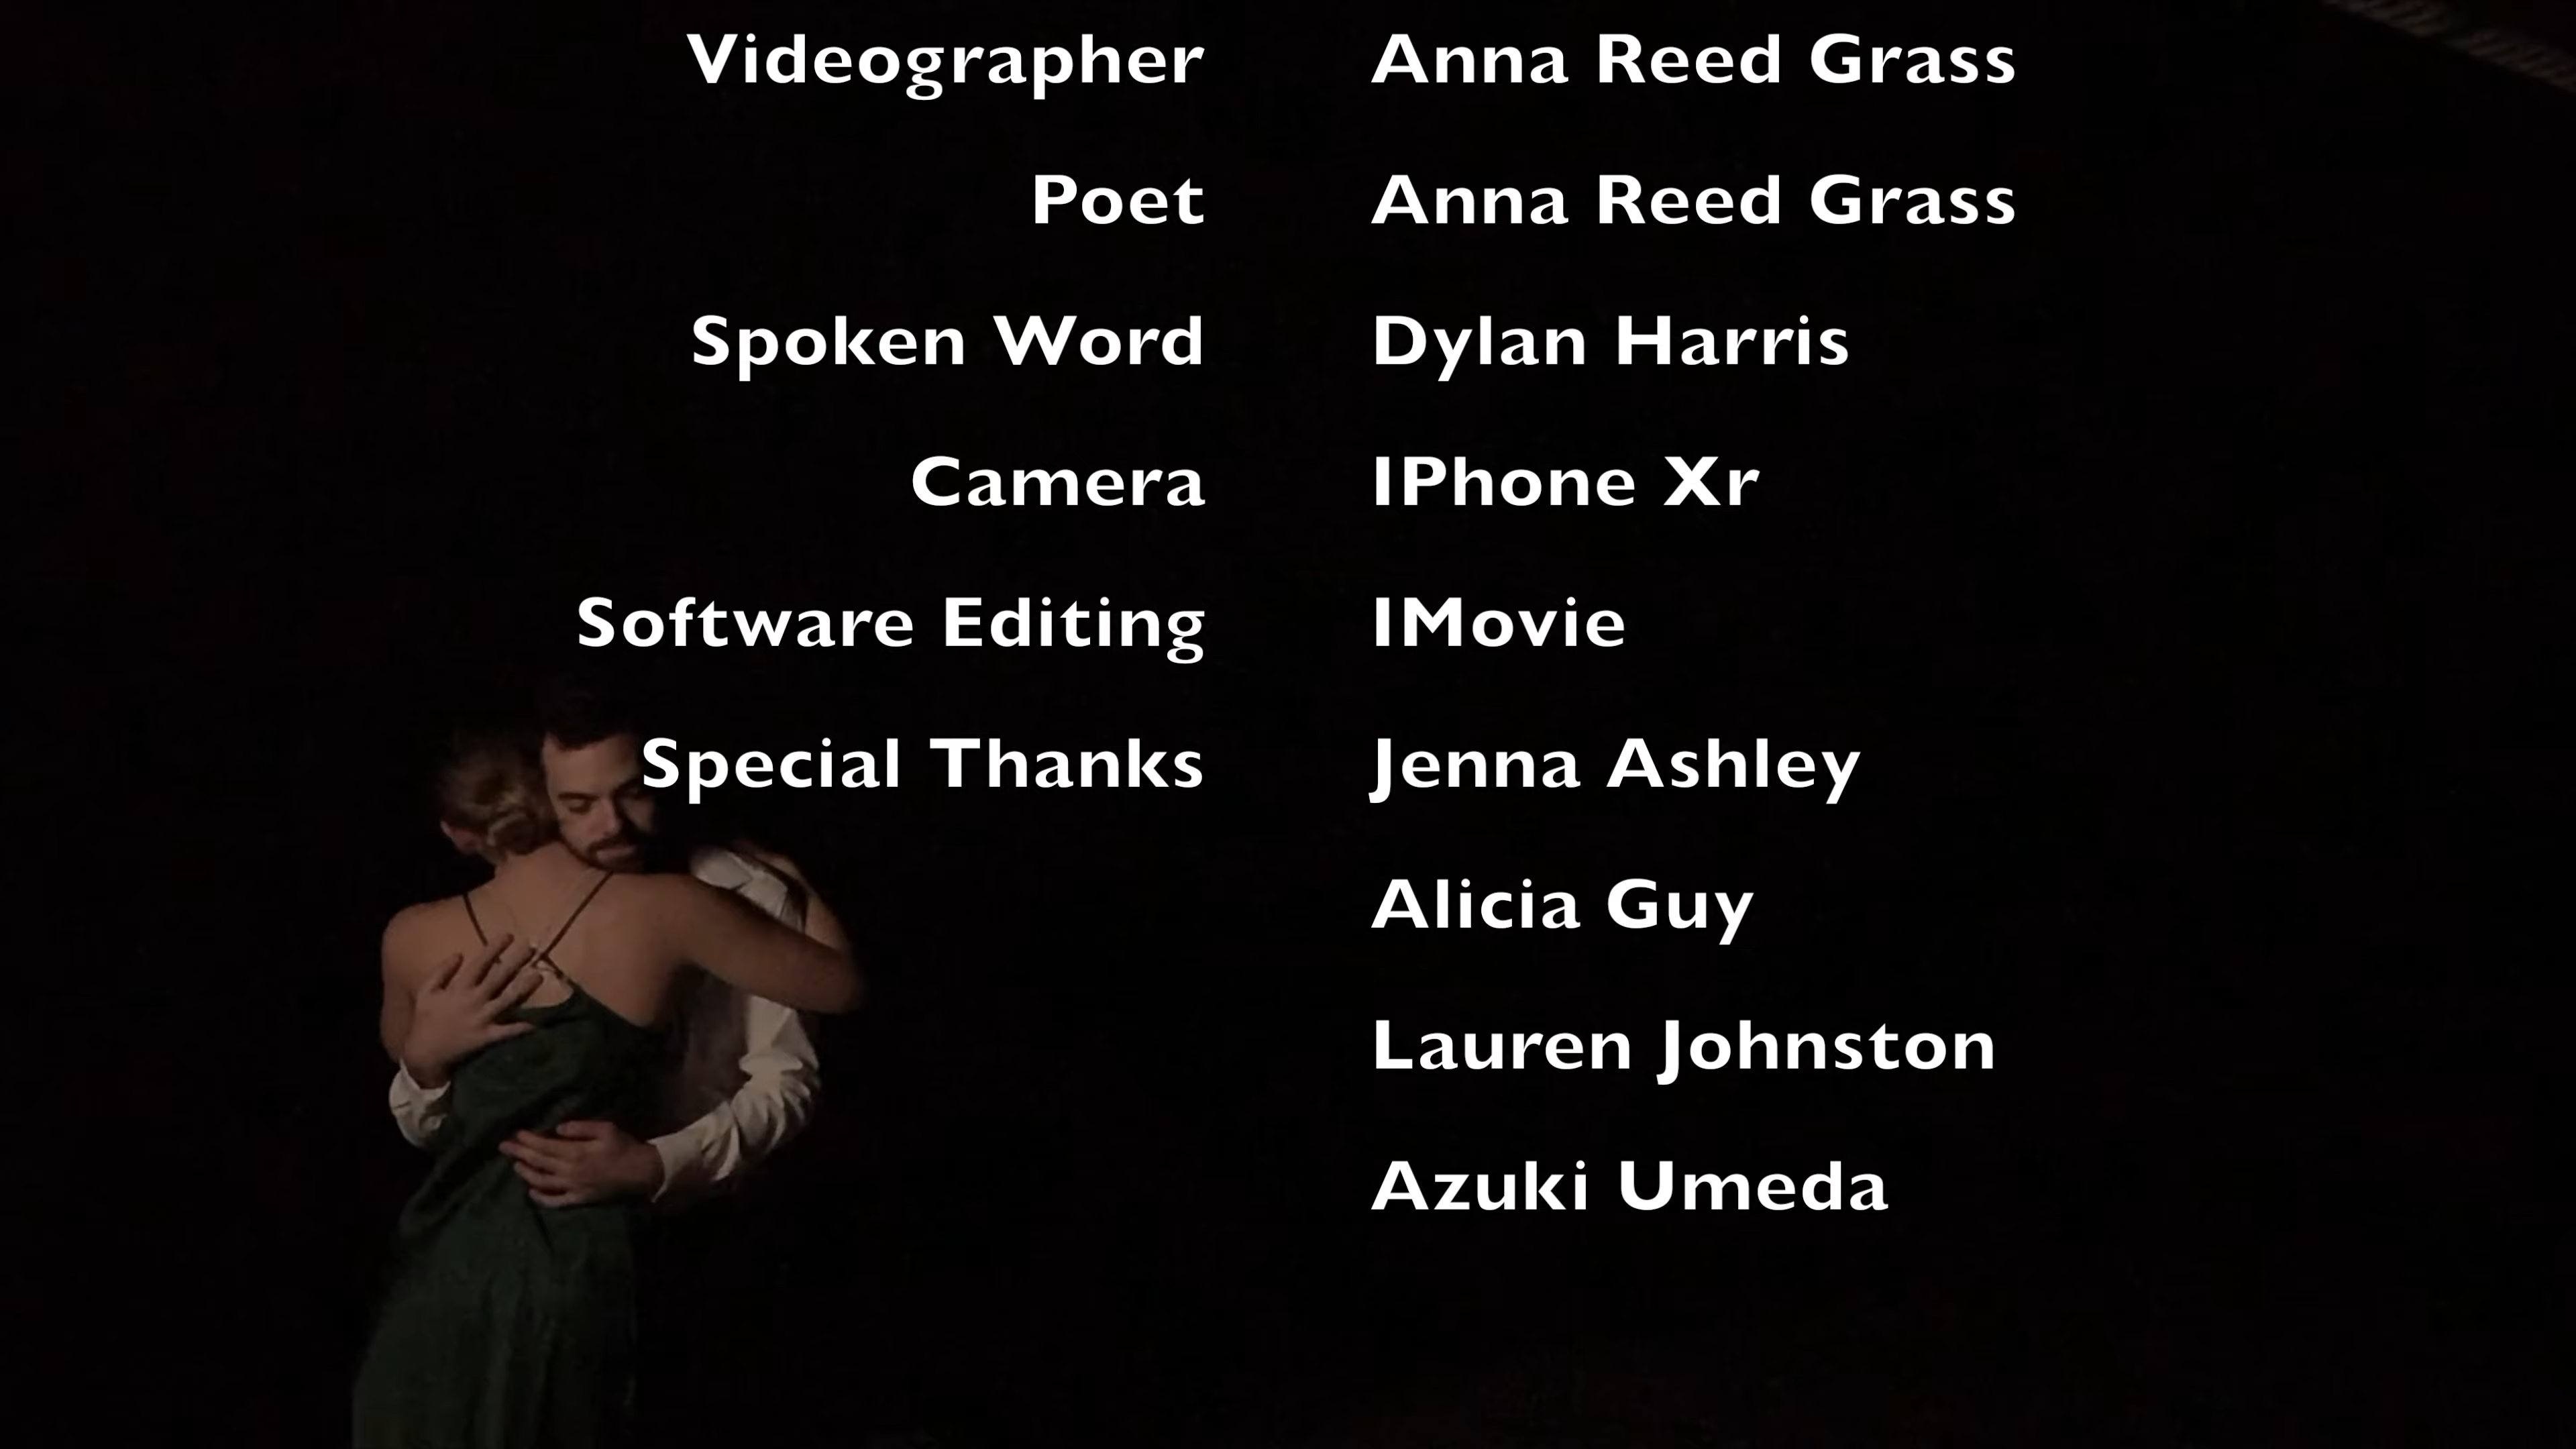 Videographer Anna Reed Grass
Poet Anna Reed Grass
Spoken Word Dylan Harris
Camera IPhone Xr
Software Editing IMovie
Special Thanks Jenna Ashley
Alicia Guy
Lauren Johnston
Azuki Umeda